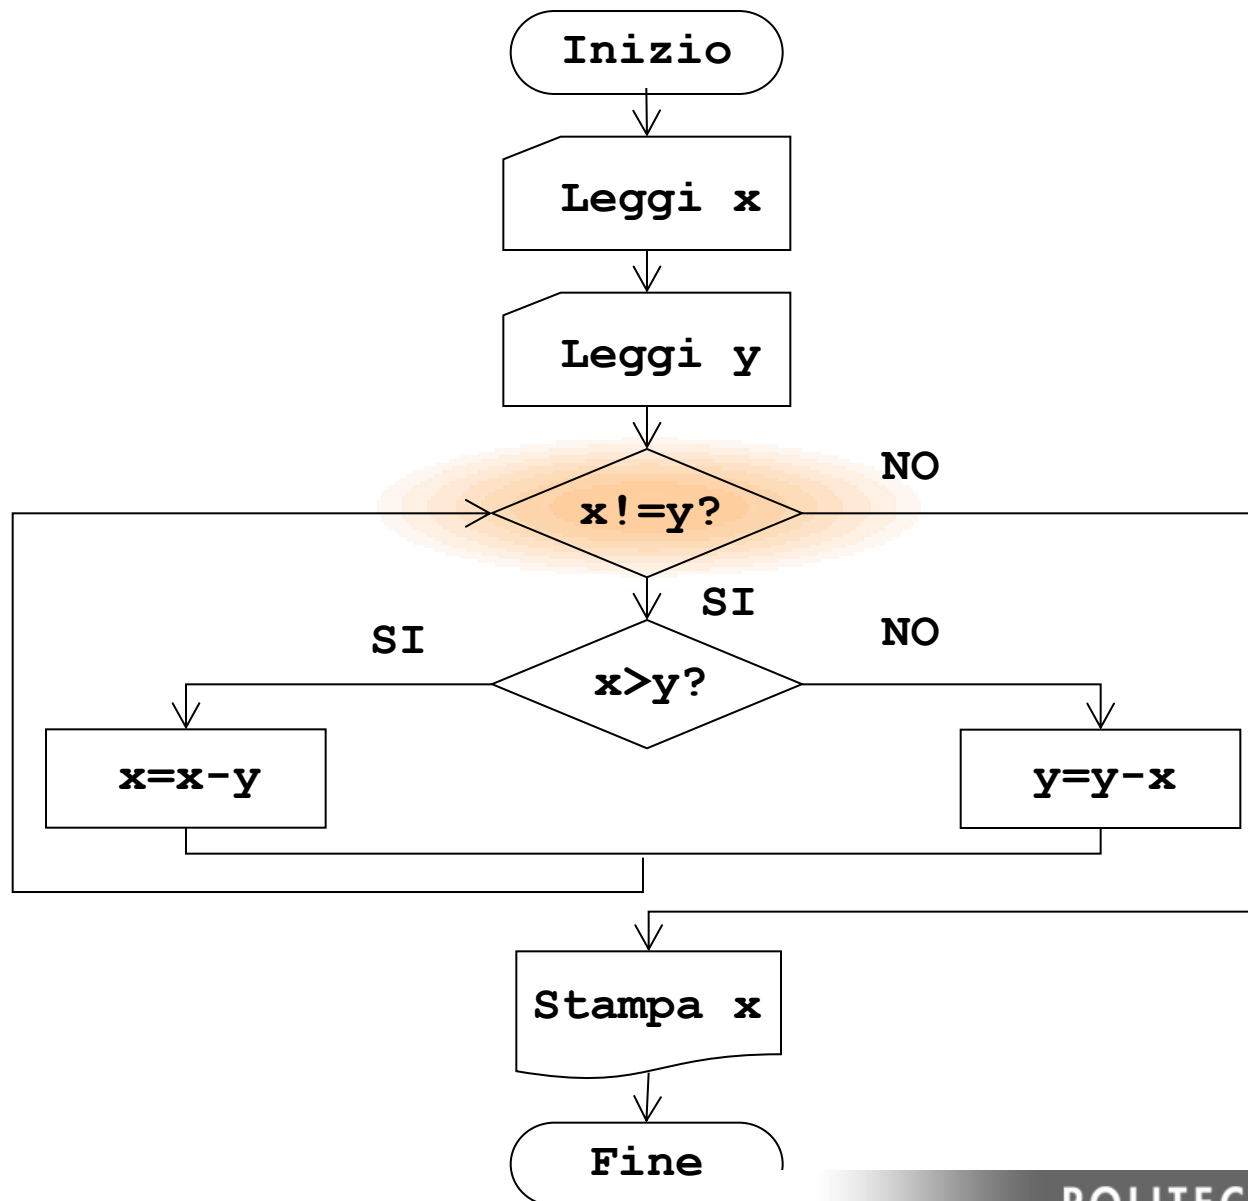 Inizio
Leggi x
Leggi y
x!=y?
NO
SI
x>y?
SI
NO
x=x-y
y=y-x
Stampa x
Fine